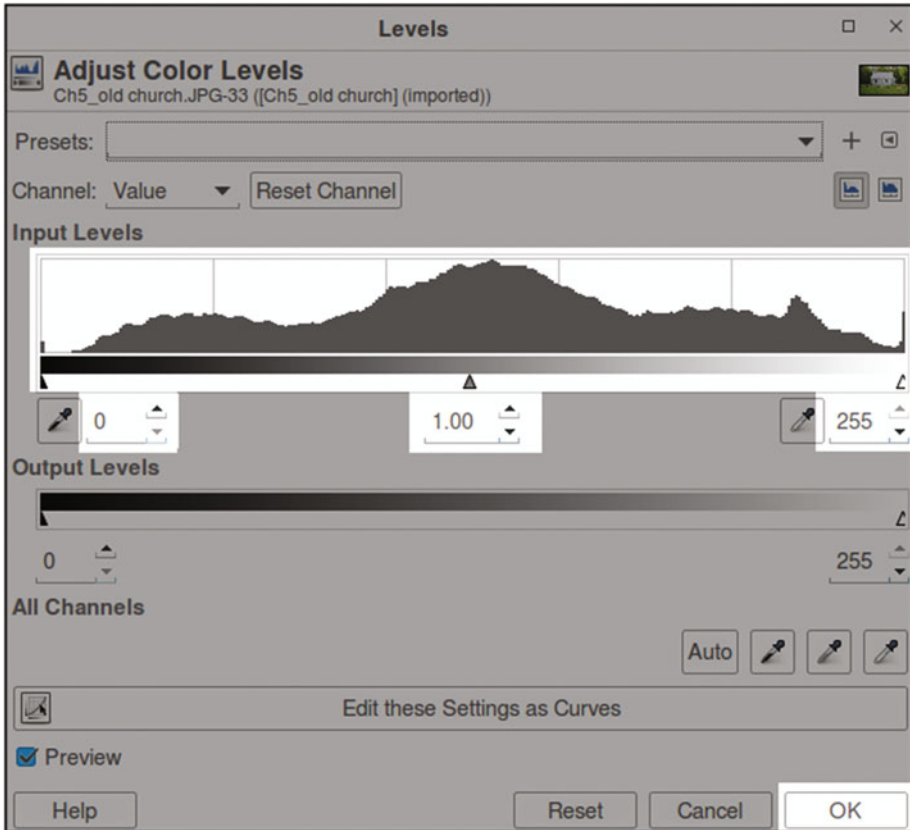 Levels
Adjust Color Levels
Ch5_old church.JPG-33 ([Ch5_old church] (imported))
Presets:
Channel: Value Reset Channel
Input Levels
0 1.00 255
Output Levels
0 255
All Channels
Auto
Edit these Settings as Curves
Preview
Help Reset Cancel OK